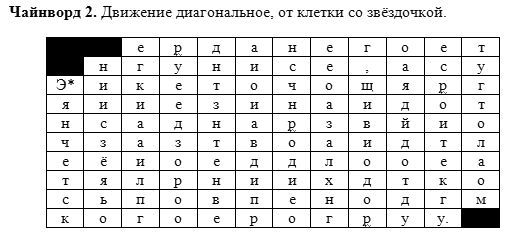 Чайнворд 2. Движение диагональное, от клетки со звёздочкой.
е р д а н е г о е т
н г у н и с е , а с у
Э* и к е т о ч о щ я р г
я и и е з и н а и д о т
н с а д н а р з в й и о
ч з а з т в о а и д т л
е ё и о е д д л о о е а
т я л р н и и х д т к о
с ь п о в п е н о д г м
к о г о е р о г р у у.